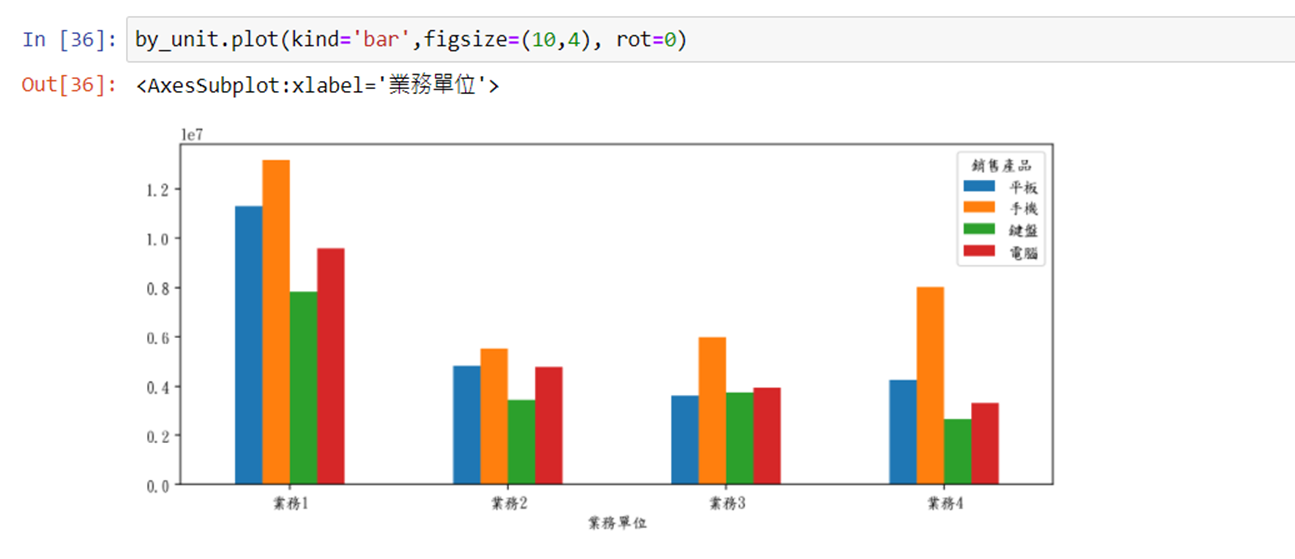 In [36]: by_unit.plot(kind='bar',figsize=(10,4), rot=0)
Out[36]: <AxesSubplot:xlabel='業務單位'>
1e7
銷售產品
平板
手機
鍵盤
電腦
1.2
1.0
0.8
0.6
0.4
0.2
0.0
業務1 業務2 業務3 業務4
業務單位